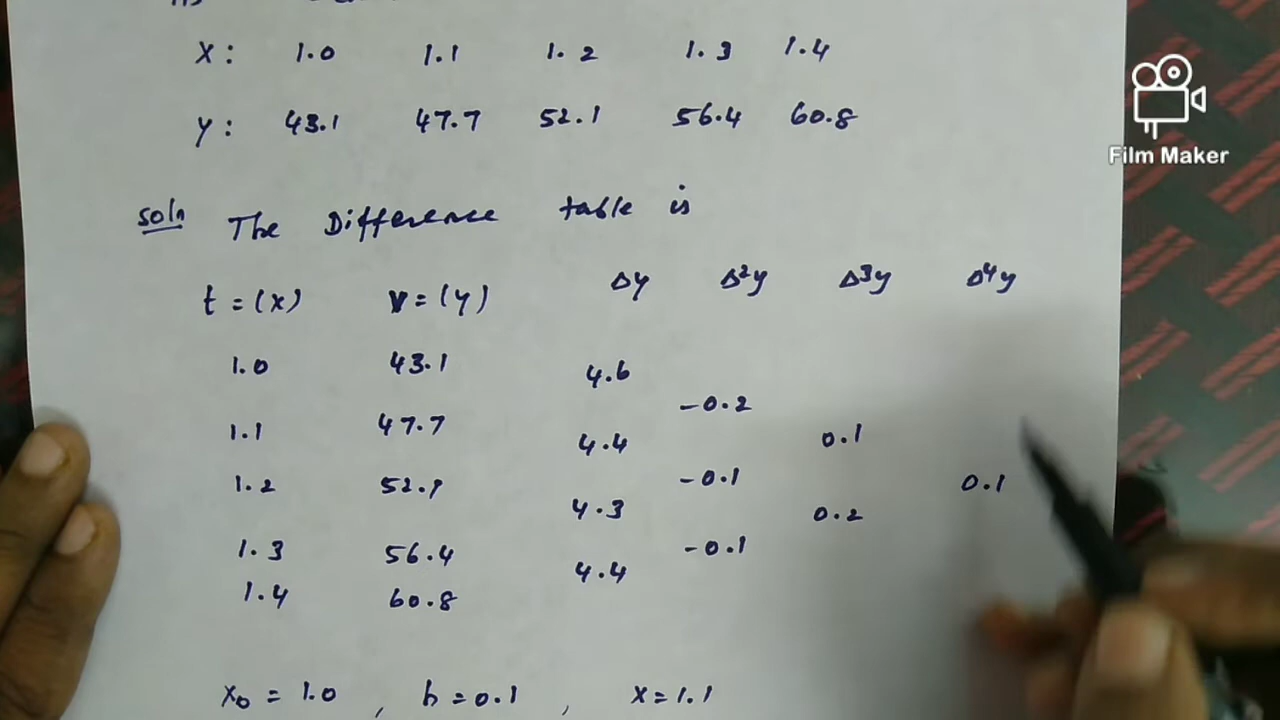 X: 1.0 1.1 1.2 1.3 1.4
y: 43.1 47.7 52.1 56.4 60.8
Film Maker
Soln The Difference table is
t=(x) v=(y) Δy Δ²y Δ³y Δ⁴y
1.0 43.1 4.6
-0.2
1.1 47.7 4.4 0.1
1.2 52.1 -0.1 0.1
4.3 0.2
1.3 56.4 -0.1
1.4 60.8 4.4
x₀ = 1.0 , h = 0.1 , x = 1.1